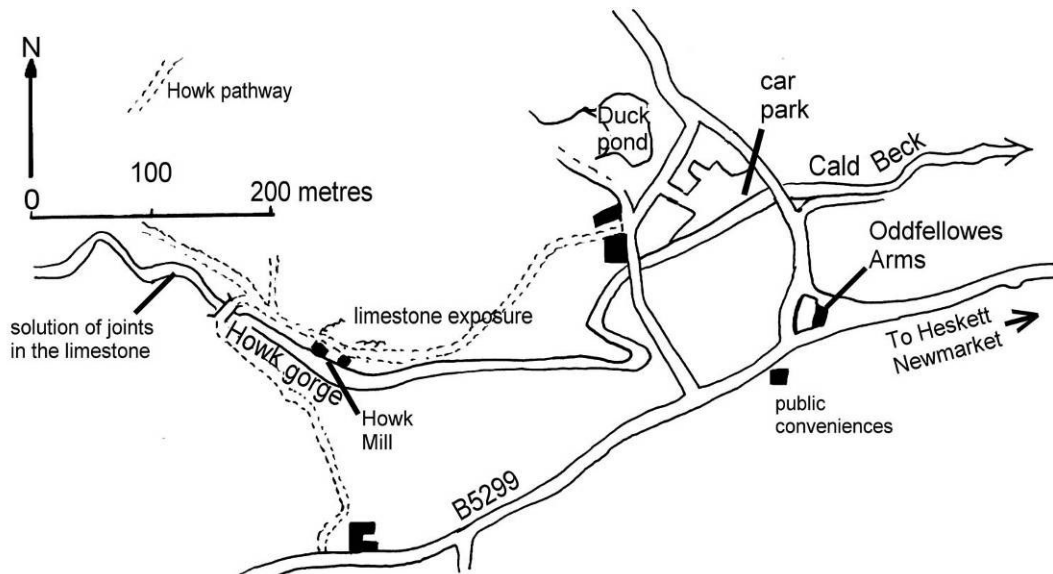 N
Howk pathway
0
100
200 metres
Duck
pond
car
park
Cald Beck
Oddfellowes
Arms
solution of joints
in the limestone
limestone exposure
Howk gorge
Howk
Mill
To Heskett
Newmarket
public
conveniences
B5299